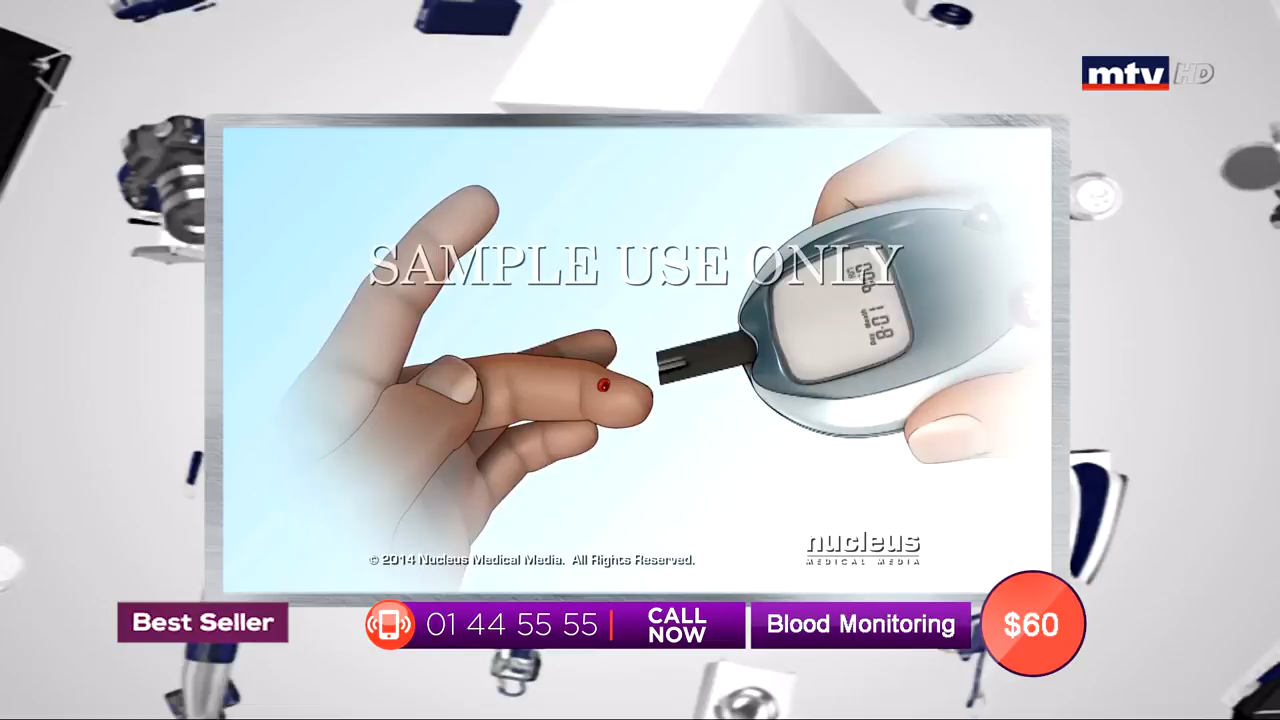 mtv HD
SAMPLE USE ONLY
108
© 2014 Nucleus Medical Media. All Rights Reserved.
nucleus
MEDICAL MEDIA
Best Seller
01 44 55 55
CALL NOW
Blood Monitoring
$60